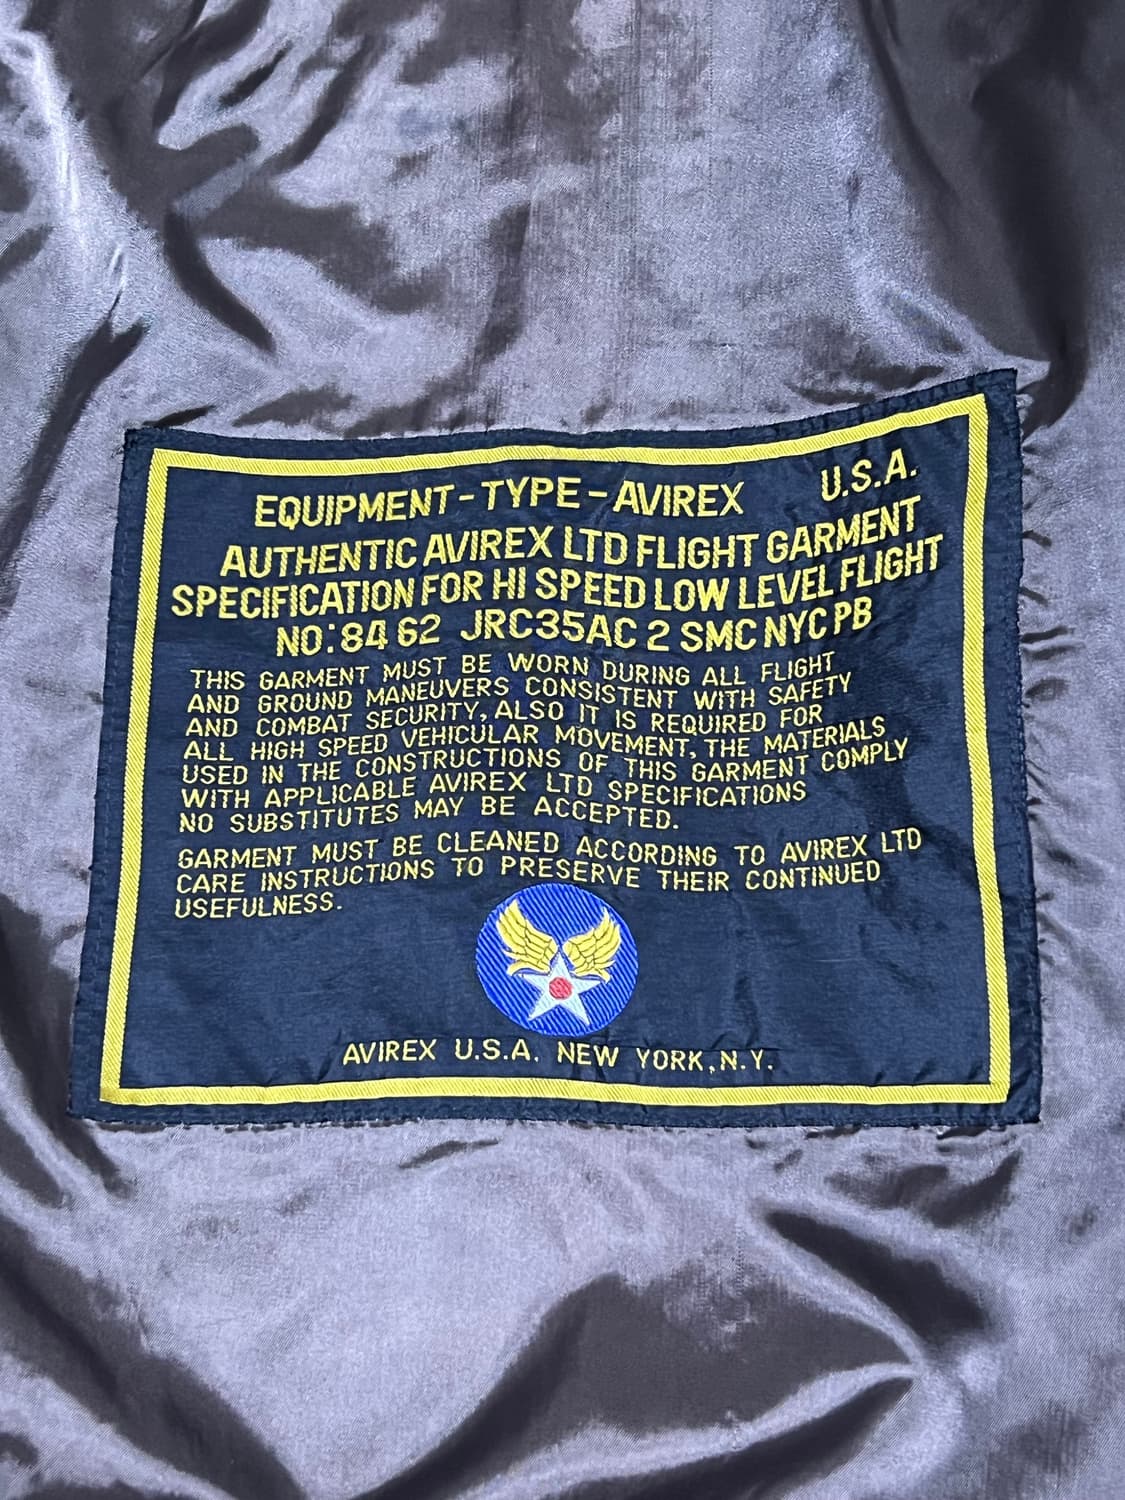 EQUIPMENT-TYPE-AVIREX U.S.A.
AUTHENTIC AVIREX LTD FLIGHT GARMENT
SPECIFICATION FOR HI SPEED LOW LEVEL FLIGHT
NO: 84 62 JRC35AC 2 SMC NYC PB
THIS GARMENT MUST BE WORN DURING ALL FLIGHT
AND GROUND MANEUVERS CONSISTENT WITH SAFETY
AND COMBAT SECURITY, ALSO IT IS REQUIRED FOR
ALL HIGH SPEED VEHICULAR MOVEMENT, THE MATERIALS
USED IN THE CONSTRUCTIONS OF THIS GARMENT COMPLY
WITH APPLICABLE AVIREX LTD SPECIFICATIONS
NO SUBSTITUTES MAY BE ACCEPTED.
GARMENT MUST BE CLEANED ACCORDING TO AVIREX LTD
CARE INSTRUCTIONS TO PRESERVE THEIR CONTINUED
USEFULNESS.
AVIREX U.S.A. NEW YORK, N.Y.